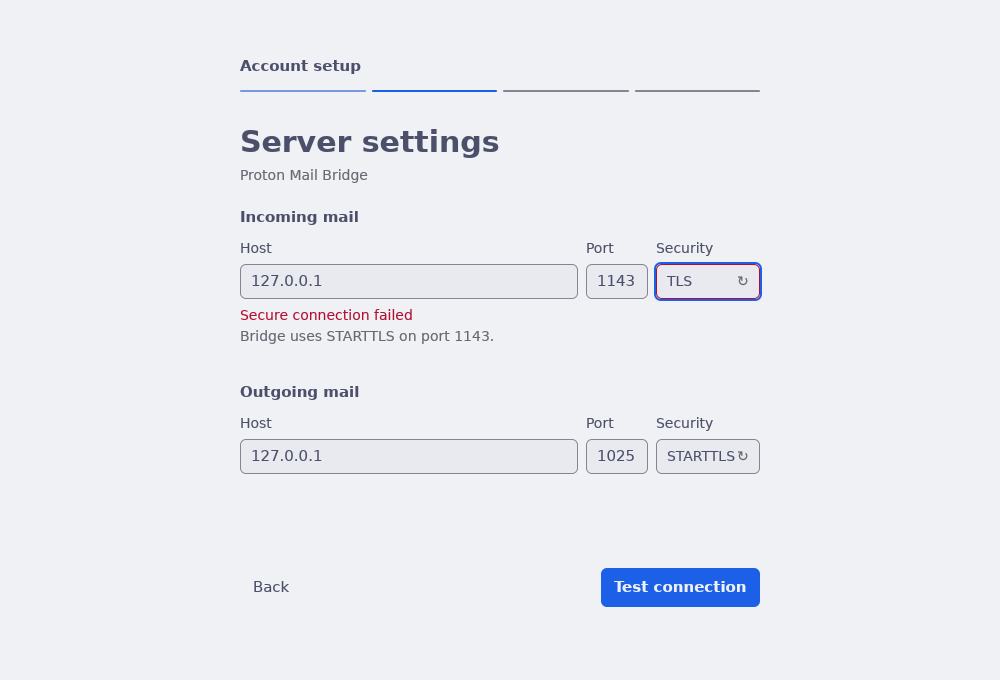 Account setup
Server settings
Proton Mail Bridge
Incoming mail
Host Port Security
127.0.0.1 1143 TLS ↻
Secure connection failed
Bridge uses STARTTLS on port 1143.
Outgoing mail
Host Port Security
127.0.0.1 1025 STARTTLS ↻
Back Test connection